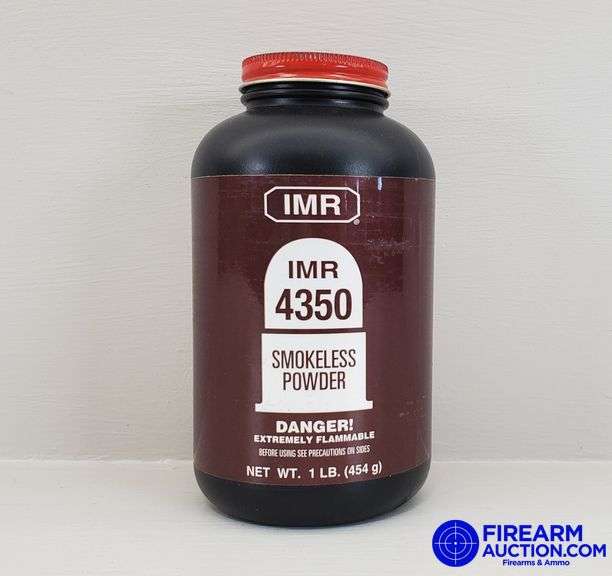 IMR®
IMR
4350
SMOKELESS
POWDER
DANGER!
EXTREMELY FLAMMABLE
BEFORE USING SEE PRECAUTIONS ON SIDES
NET WT. 1 LB. (454 g)
FIREARM
AUCTION.COM
Firearms & Ammo